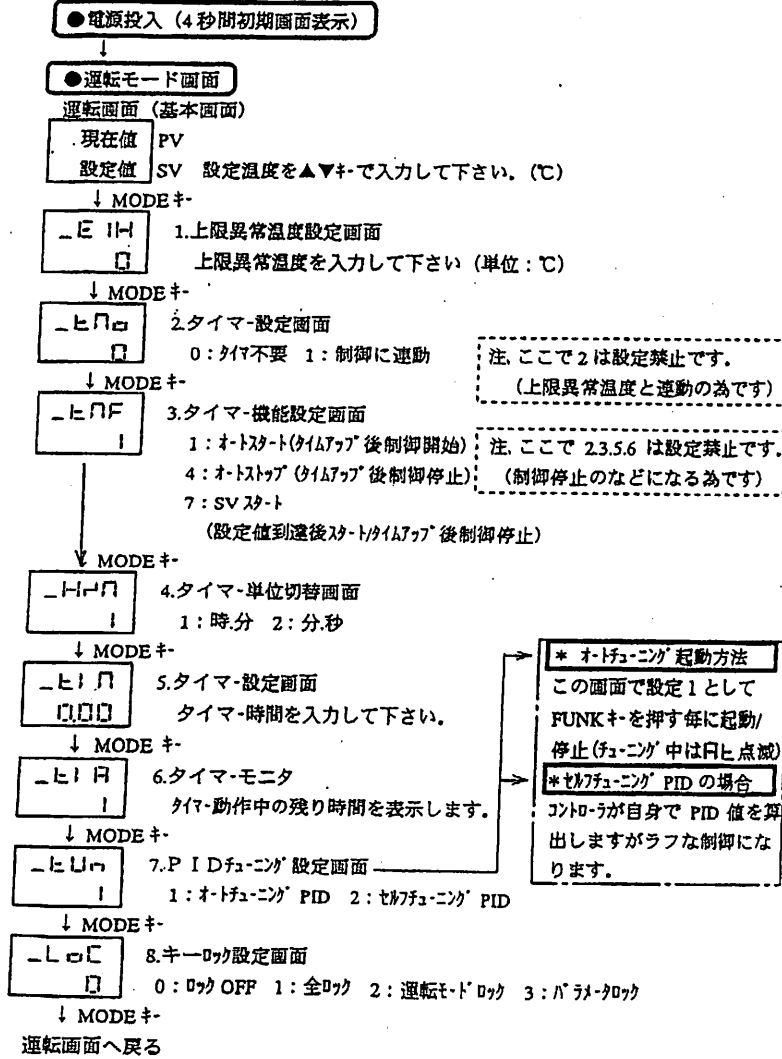 ●電源投入（4秒間初期画面表示）
↓
●運転モード画面
運転画面（基本画面）
現在値 PV
設定値 SV 設定温度を▲▼ｷｰで入力して下さい．(℃)
↓ MODEｷｰ
_E1H 1.上限異常温度設定画面
0 上限異常温度を入力して下さい（単位：℃）
↓ MODEｷｰ
_tMo 2.タイマ-設定画面
0 0：ﾀｲﾏ不要 1：制御に連動
注，ここで2は設定禁止です．
（上限異常温度と連動の為です）
↓ MODEｷｰ
_tMF 3.タイマ-機能設定画面
1 1：ｵｰﾄｽﾀｰﾄ(ﾀｲﾑｱｯﾌﾟ後制御開始)
4：ｵｰﾄｽﾄｯﾌﾟ(ﾀｲﾑｱｯﾌﾟ後制御停止)
7：SVｽﾀｰﾄ
（設定値到達後ｽﾀｰﾄ/ﾀｲﾑｱｯﾌﾟ後制御停止）
注，ここで 2.3.5.6 は設定禁止です．
（制御停止のなどになる為です）
↓ MODEｷｰ
_HrM 4.タイマ-単位切替画面
1 1：時.分 2：分.秒
↓ MODEｷｰ
_tI.M 5.タイマ-設定画面
0.00 タイマ-時間を入力して下さい．
↓ MODEｷｰ
_tIA 6.タイマ-モニタ
1 ﾀｲﾏｰ動作中の残り時間を表示します．
↓ MODEｷｰ
_tUn 7.ＰＩＤﾁｭｰﾆﾝｸﾞ設定画面
1 1：ｵｰﾄﾁｭｰﾆﾝｸﾞPID 2：ｾﾙﾌﾁｭｰﾆﾝｸﾞPID
＊ ｵｰﾄﾁｭｰﾆﾝｸﾞ起動方法
この画面で設定1として
FUNKｷｰを押す毎に起動/
停止(ﾁｭｰﾆﾝｸﾞ中はAt点滅)
＊ｾﾙﾌﾁｭｰﾆﾝｸﾞPIDの場合
ｺﾝﾄﾛｰﾗが自身で PID 値を算
出しますがラフな制御にな
ります．
↓ MODEｷｰ
_LoC 8.キーﾛｯｸ設定画面
0 0：ﾛｯｸOFF 1：全ﾛｯｸ 2：運転ﾓｰﾄﾞﾛｯｸ 3：ﾊﾟﾗﾒｰﾀﾛｯｸ
↓ MODEｷｰ
運転画面へ戻る